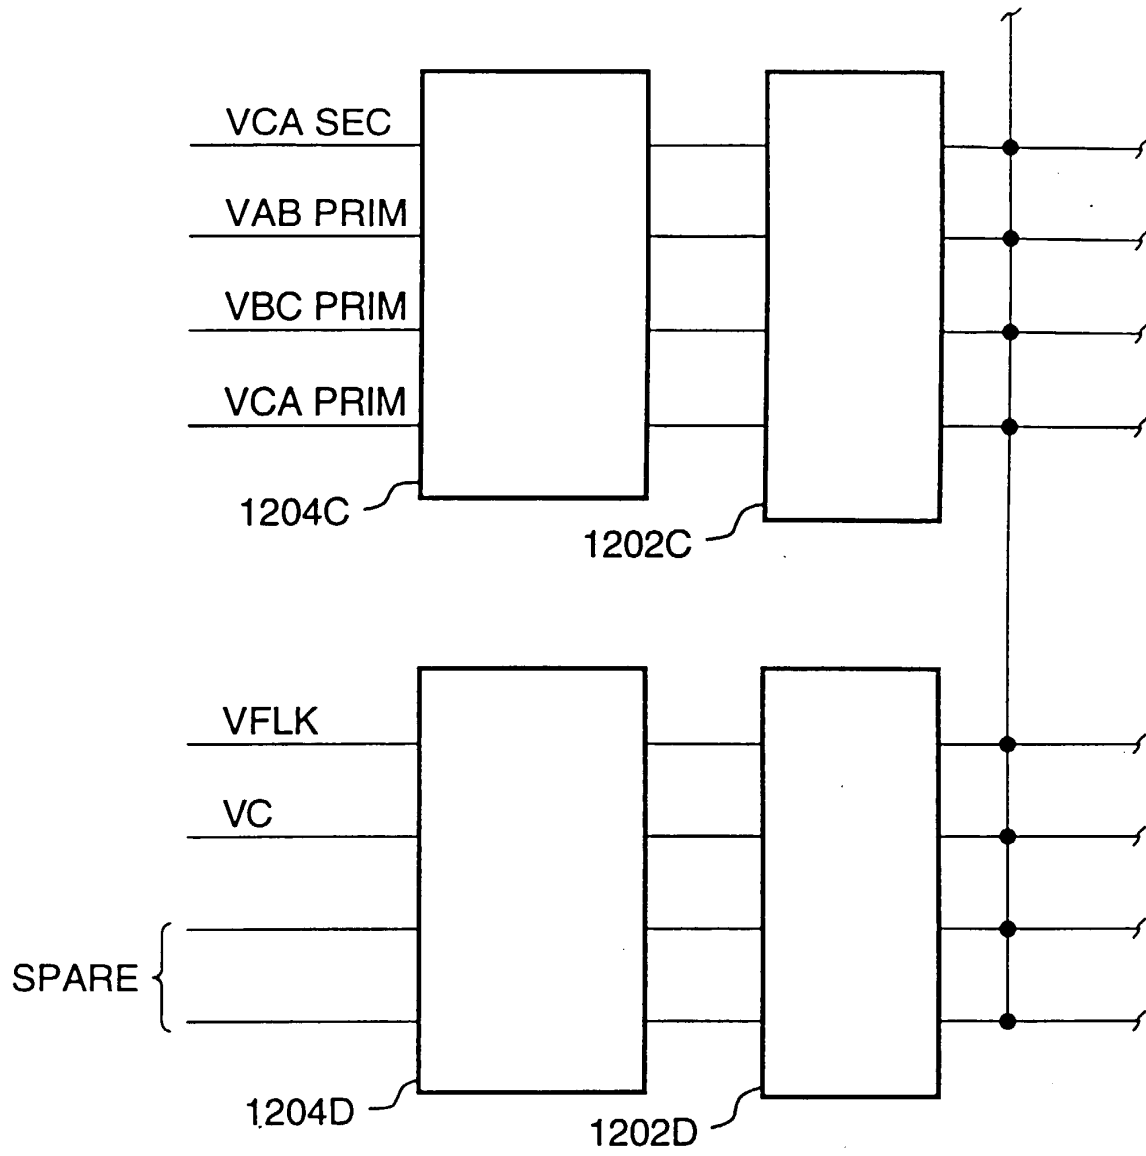 VCA SEC
VAB PRIM
VBC PRIM
VCA PRIM
1204C
1202C
VFLK
VC
SPARE
1204D
1202D